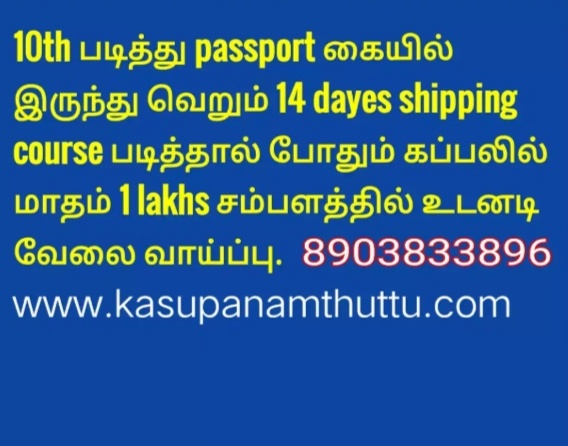 10th படித்து passport கையில்
இருந்து வெறும் 14 dayes shipping
course படித்தால் போதும் கப்பலில்
மாதம் 1 lakhs சம்பளத்தில் உடனடி
வேலை வாய்ப்பு. 8903833896
www.kasupanamthuttu.com